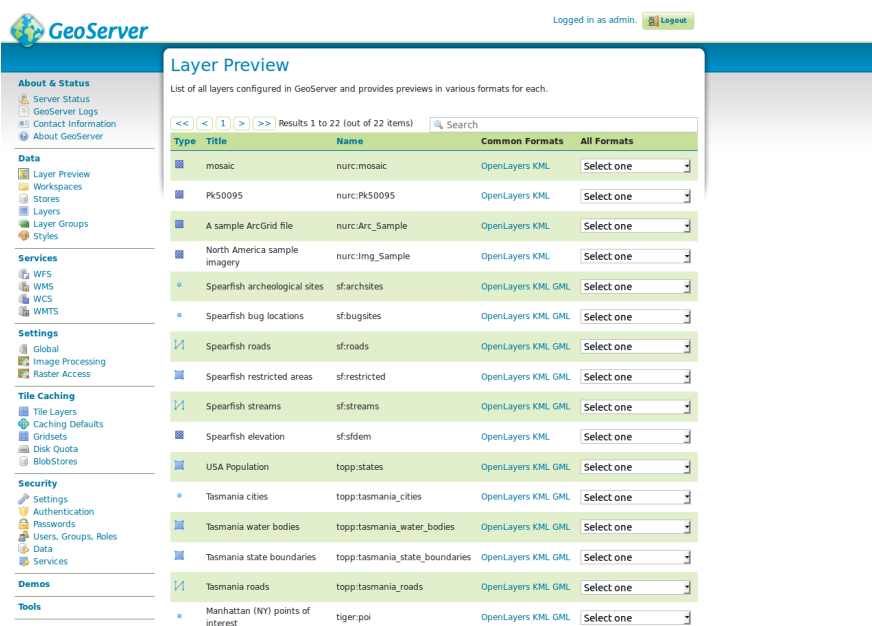 GeoServer
Logged in as admin. Logout
About & Status
Server Status
GeoServer Logs
Contact Information
About GeoServer
Data
Layer Preview
Workspaces
Stores
Layers
Layer Groups
Styles
Services
WFS
WMS
WCS
WMTS
Settings
Global
Image Processing
Raster Access
Tile Caching
Tile Layers
Caching Defaults
Gridsets
Disk Quota
BlobStores
Security
Settings
Authentication
Passwords
Users, Groups, Roles
Data
Services
Demos
Tools
Layer Preview
List of all layers configured in GeoServer and provides previews in various formats for each.
<< < 1 > >> Results 1 to 22 (out of 22 items) Search
Type Title Name Common Formats All Formats
mosaic nurc:mosaic OpenLayers KML Select one
Pk50095 nurc:Pk50095 OpenLayers KML Select one
A sample ArcGrid file nurc:Arc_Sample OpenLayers KML Select one
North America sample
imagery nurc:Img_Sample OpenLayers KML Select one
Spearfish archeological sites sf:archsites OpenLayers KML GML Select one
Spearfish bug locations sf:bugsites OpenLayers KML GML Select one
Spearfish roads sf:roads OpenLayers KML GML Select one
Spearfish restricted areas sf:restricted OpenLayers KML GML Select one
Spearfish streams sf:streams OpenLayers KML GML Select one
Spearfish elevation sf:sfdem OpenLayers KML Select one
USA Population topp:states OpenLayers KML GML Select one
Tasmania cities topp:tasmania_cities OpenLayers KML GML Select one
Tasmania water bodies topp:tasmania_water_bodies OpenLayers KML GML Select one
Tasmania state boundaries topp:tasmania_state_boundaries OpenLayers KML GML Select one
Tasmania roads topp:tasmania_roads OpenLayers KML GML Select one
Manhattan (NY) points of
interest tiger:poi OpenLayers KML GML Select one